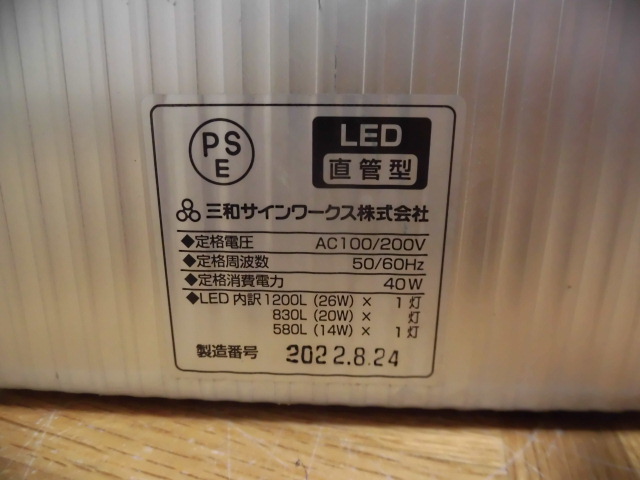 PS
E
LED
直管型
三和サインワークス株式会社
◆定格電圧 AC100/200V
◆定格周波数 50/60Hz
◆定格消費電力 40W
◆LED 内訳 1200L (26W) × 1灯
830L (20W) × 灯
580L (14W) × 1灯
製造番号 2022.8.24